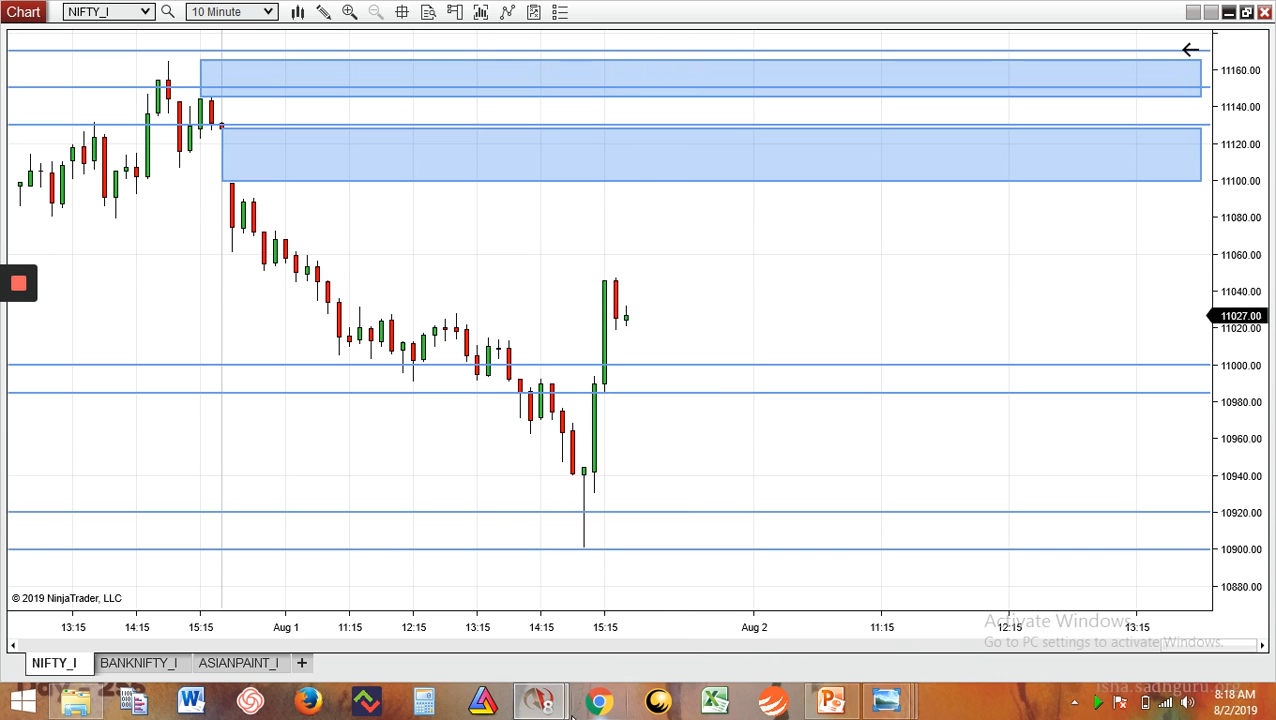 Chart NIFTY_I 10 Minute
11160.00
11140.00
11120.00
11100.00
11080.00
11060.00
11040.00
11027.00
11020.00
11000.00
10980.00
10960.00
10940.00
10920.00
10900.00
10880.00
© 2019 NinjaTrader, LLC
13:15 14:15 15:15 Aug 1 11:15 12:15 13:15 14:15 15:15 Aug 2 11:15 12:15 13:15
Activate Windows
Go to PC settings to activate Windows.
NIFTY_I BANKNIFTY_I ASIANPAINT_I +
isha.sadhguru.org
8:18 AM
8/2/2019